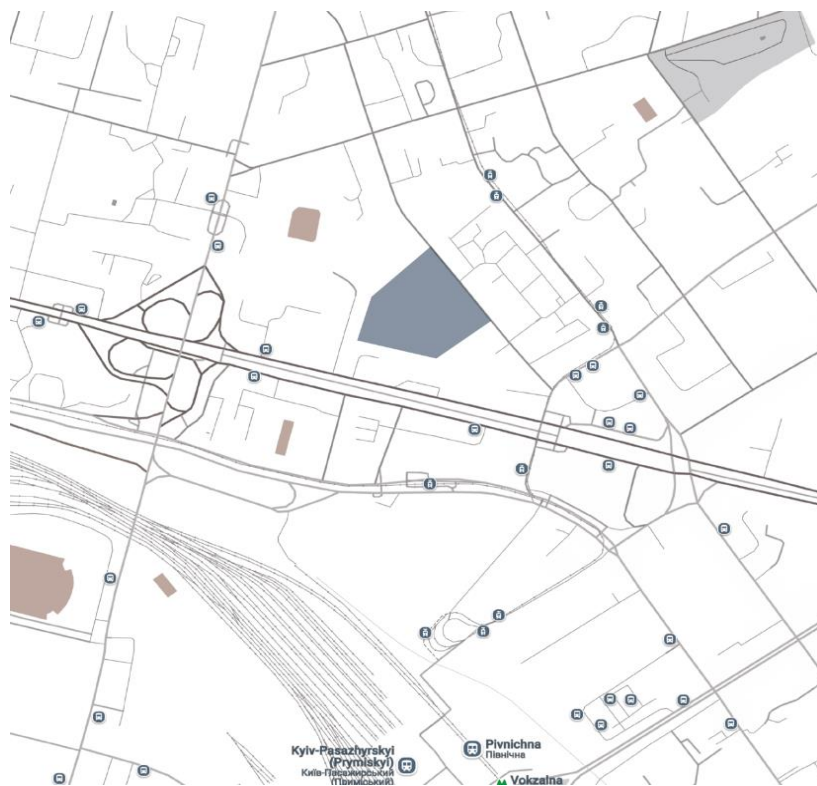 Kyiv-Pasazhyrskyi
(Prymiskyi)
Київ-Пасажирський
(Приміський)
Pivnichna
Північна
Vokzalna